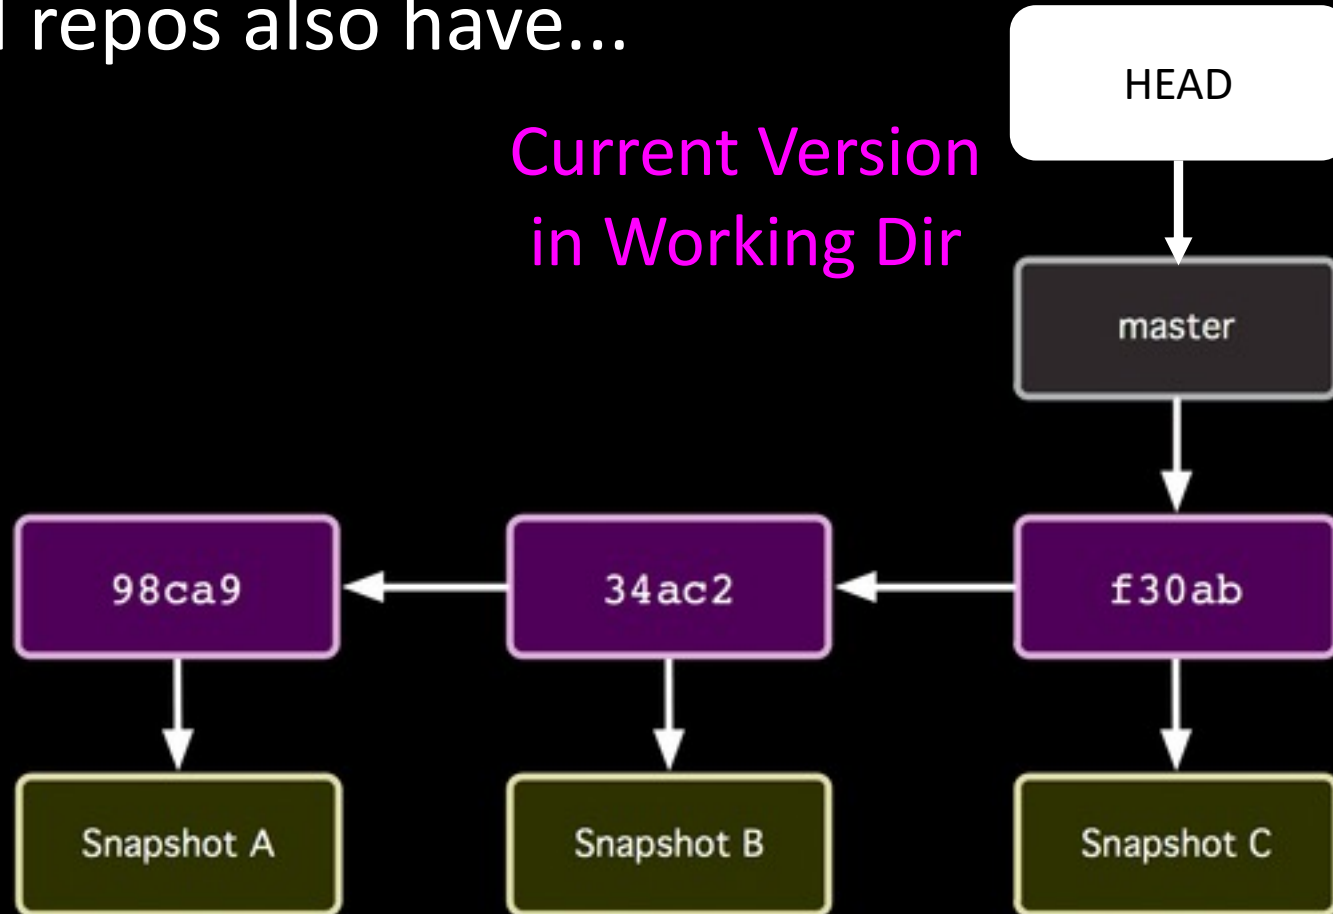 repos also have...
HEAD
Current Version
in Working Dir
master
98ca9
34ac2
f30ab
Snapshot A
Snapshot B
Snapshot C